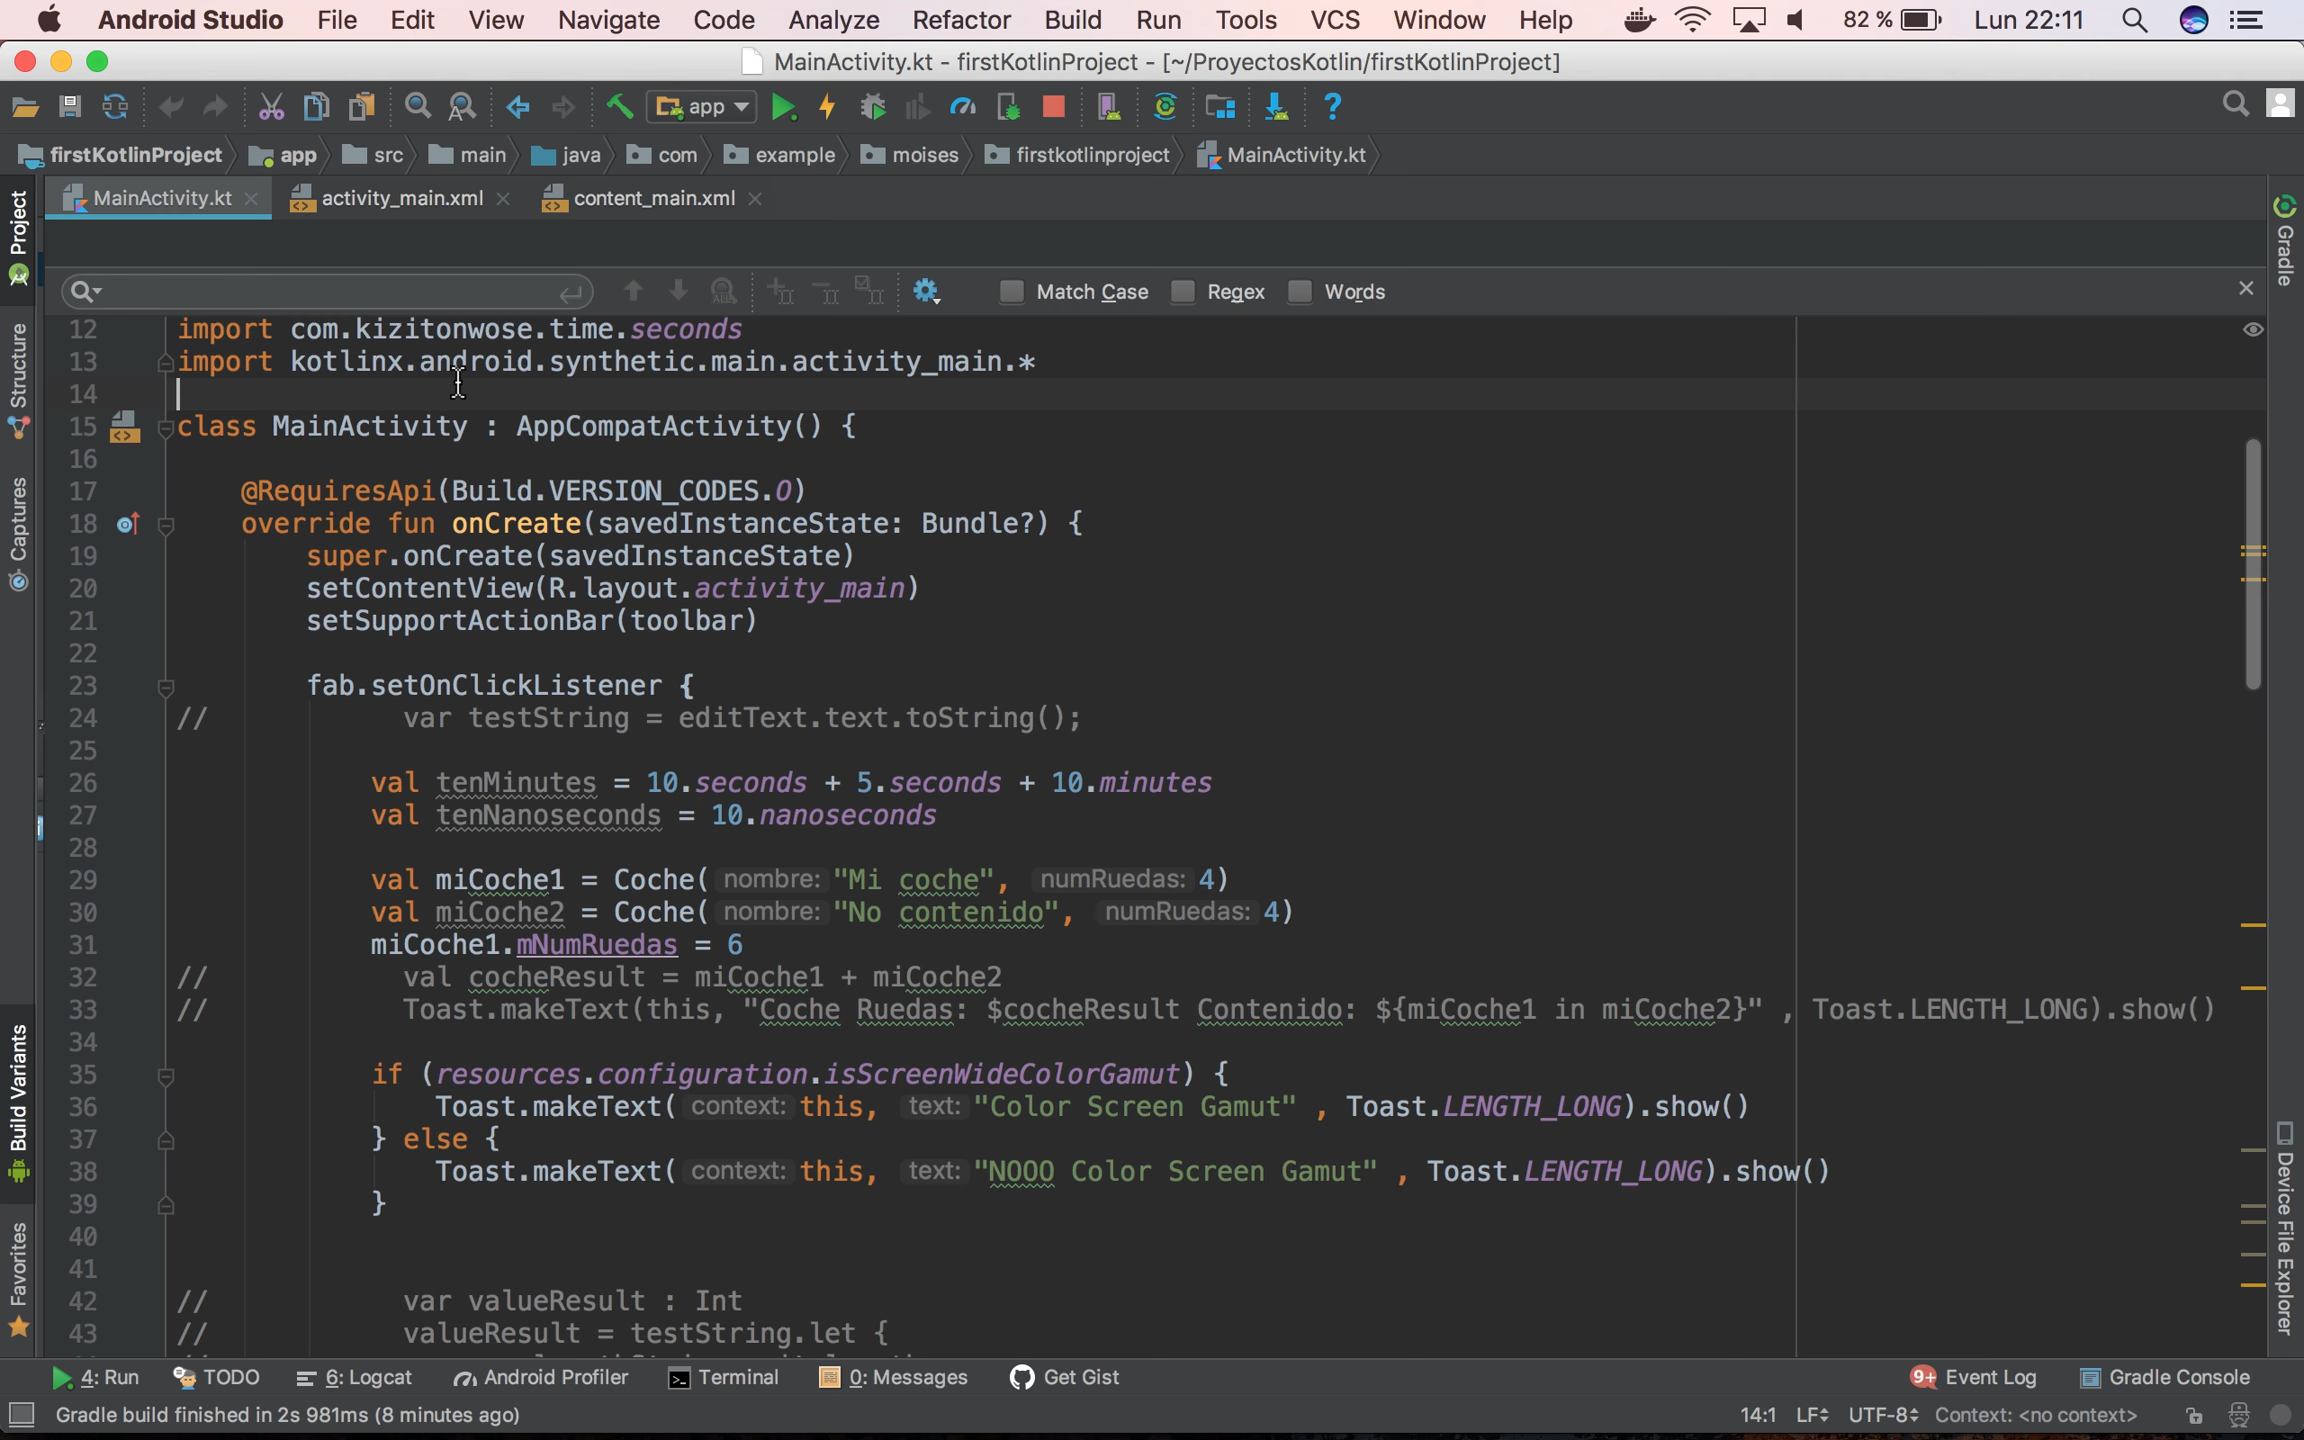 Android Studio File Edit View Navigate Code Analyze Refactor Build Run Tools VCS Window Help 82 % Lun 22:11
MainActivity.kt - firstKotlinProject - [~/ProyectosKotlin/firstKotlinProject]
app
firstKotlinProject app src main java com example moises firstkotlinproject MainActivity.kt
MainActivity.kt activity_main.xml content_main.xml
Match Case Regex Words
12 import com.kizitonwose.time.seconds
13 import kotlinx.android.synthetic.main.activity_main.*
14
15 class MainActivity : AppCompatActivity() {
16
17 @RequiresApi(Build.VERSION_CODES.O)
18 override fun onCreate(savedInstanceState: Bundle?) {
19 super.onCreate(savedInstanceState)
20 setContentView(R.layout.activity_main)
21 setSupportActionBar(toolbar)
22
23 fab.setOnClickListener {
24 // var testString = editText.text.toString();
25
26 val tenMinutes = 10.seconds + 5.seconds + 10.minutes
27 val tenNanoseconds = 10.nanoseconds
28
29 val miCoche1 = Coche( nombre: "Mi coche", numRuedas: 4)
30 val miCoche2 = Coche( nombre: "No contenido", numRuedas: 4)
31 miCoche1.mNumRuedas = 6
32 // val cocheResult = miCoche1 + miCoche2
33 // Toast.makeText(this, "Coche Ruedas: $cocheResult Contenido: ${miCoche1 in miCoche2}" , Toast.LENGTH_LONG).show()
34
35 if (resources.configuration.isScreenWideColorGamut) {
36 Toast.makeText( context: this, text: "Color Screen Gamut" , Toast.LENGTH_LONG).show()
37 } else {
38 Toast.makeText( context: this, text: "NOOO Color Screen Gamut" , Toast.LENGTH_LONG).show()
39 }
40
41
42 // var valueResult : Int
43 // valueResult = testString.let {
Project
Structure
Captures
Build Variants
Favorites
Gradle
Device File Explorer
4: Run TODO 6: Logcat Android Profiler Terminal 0: Messages Get Gist 9+ Event Log Gradle Console
Gradle build finished in 2s 981ms (8 minutes ago) 14:1 LF UTF-8 Context: <no context>